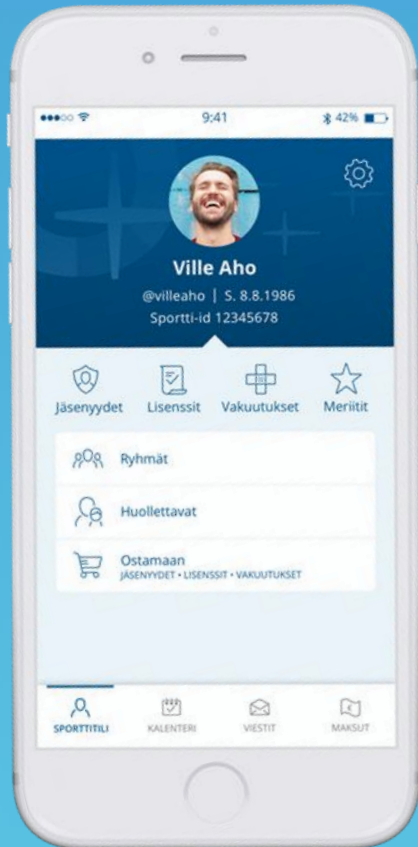 9:41
42%
Ville Aho
@villeaho | S. 8.8.1986
Sportti-id 12345678
Jäsenyydet Lisenssit Vakuutukset Meriitit
Ryhmät
Huollettavat
Ostamaan
JÄSENYYDET • LISENSSIT • VAKUUTUKSET
SPORTTITILI KALENTERI VIESTIT MAKSUT